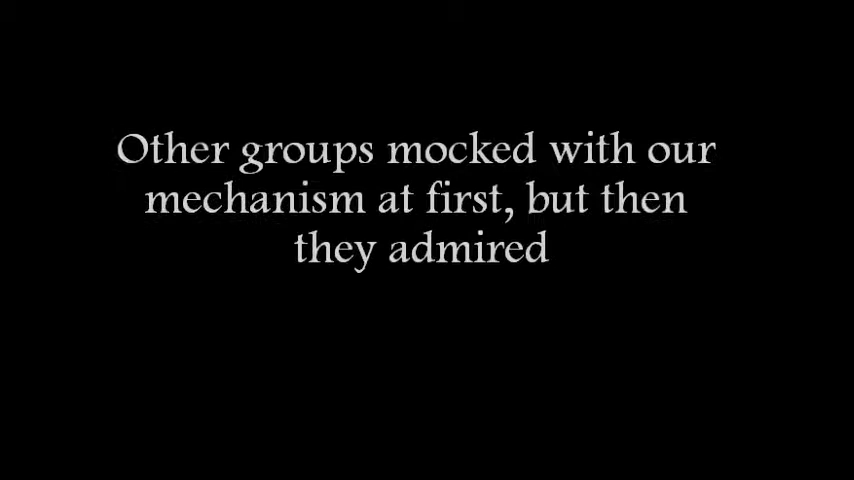 Other groups mocked with our
mechanism at first, but then
they admired